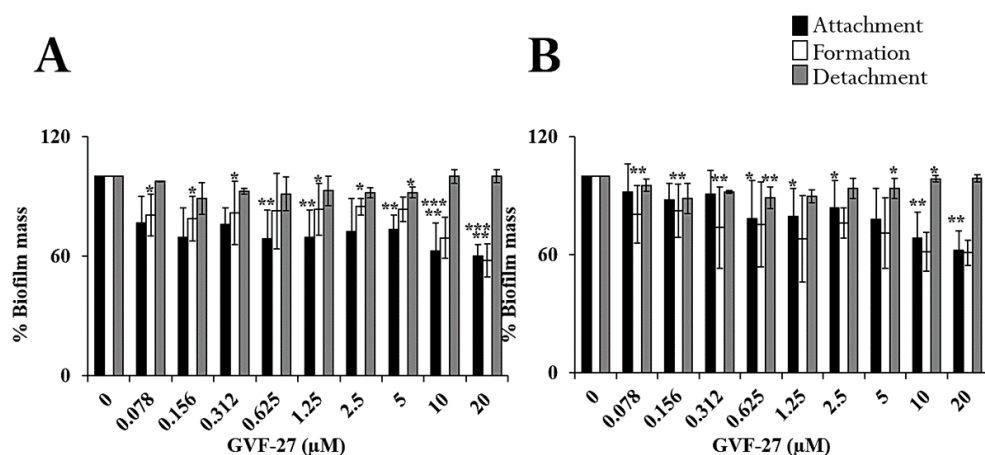 A
B
Attachment
Formation
Detachment
% Biofilm mass
120
60
0
* * * ** ** * ** * *** ** *** **
0 0.078 0.156 0.312 0.625 1.25 2.5 5 10 20
GVF-27 (μM)
% Biofilm mass
120
60
0
** ** ** * ** * * * ** * **
0 0.078 0.156 0.312 0.625 1.25 2.5 5 10 20
GVF-27 (μM)